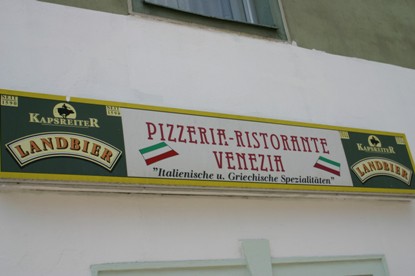 KAPSREITER
LANDBIER
PIZZERIA-RISTORANTE
VENEZIA
"Italienische u. Griechische Spezialitäten"
KAPSREITER
LANDBIER